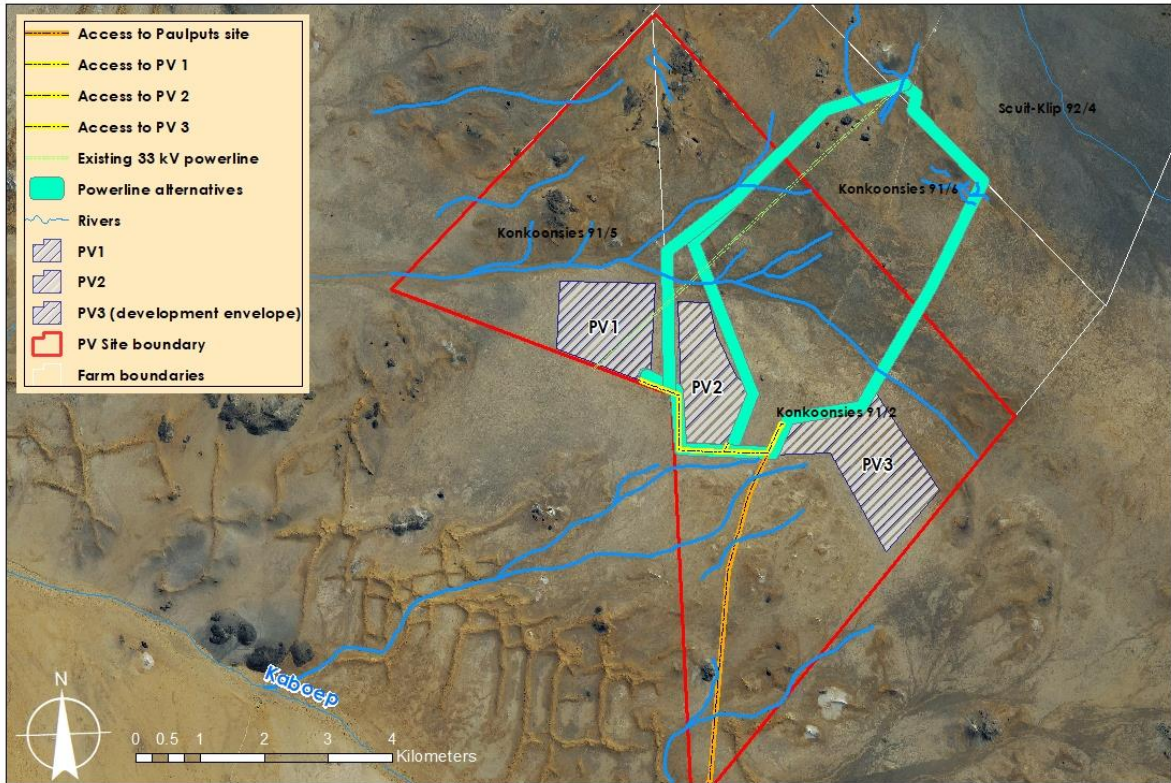 Access to Paulputs site
Access to PV 1
Access to PV 2
Access to PV 3
Existing 33 kV powerline
Powerline alternatives
Rivers
PV1
PV2
PV3 (development envelope)
PV Site boundary
Farm boundaries
Scuit-Klip 92/4
Konkoonsies 91/6
Konkoonsies 91/5
PV1
PV2
Konkoonsies 91/2
PV3
Kaboep
N
0 0.5 1 2 3 4
Kilometers